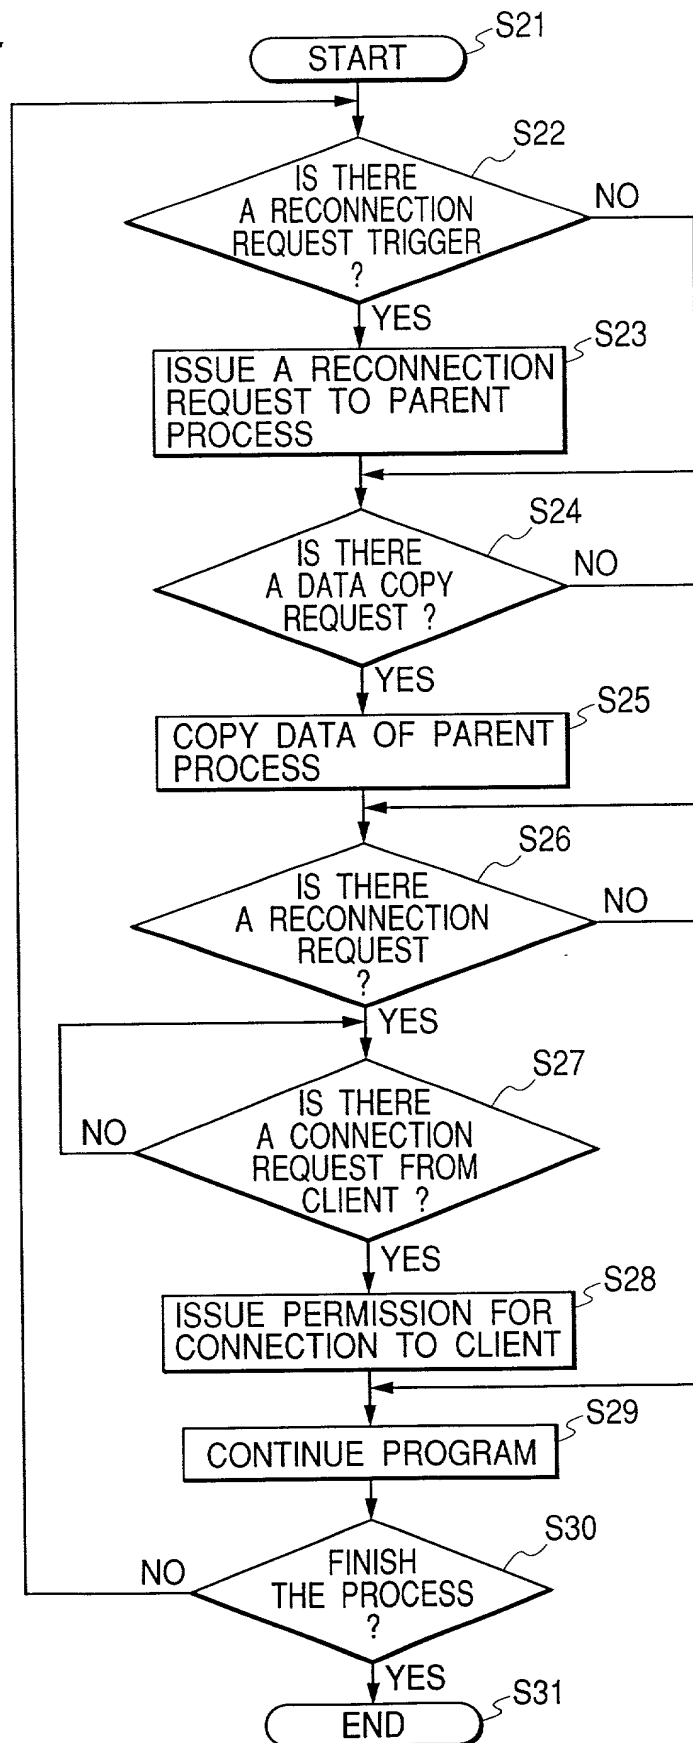 START
S21
S22
IS THERE
A RECONNECTION
REQUEST TRIGGER
?
NO
YES
S23
ISSUE A RECONNECTION
REQUEST TO PARENT
PROCESS
S24
IS THERE
A DATA COPY
REQUEST ?
NO
YES
S25
COPY DATA OF PARENT
PROCESS
S26
IS THERE
A RECONNECTION
REQUEST
?
NO
YES
S27
IS THERE
A CONNECTION
REQUEST FROM
CLIENT ?
NO
YES
S28
ISSUE PERMISSION FOR
CONNECTION TO CLIENT
S29
CONTINUE PROGRAM
S30
FINISH
THE PROCESS
?
NO
YES
S31
END